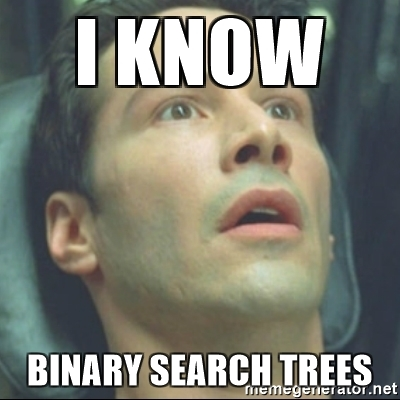 I KNOW
BINARY SEARCH TREES
memegenerator.net